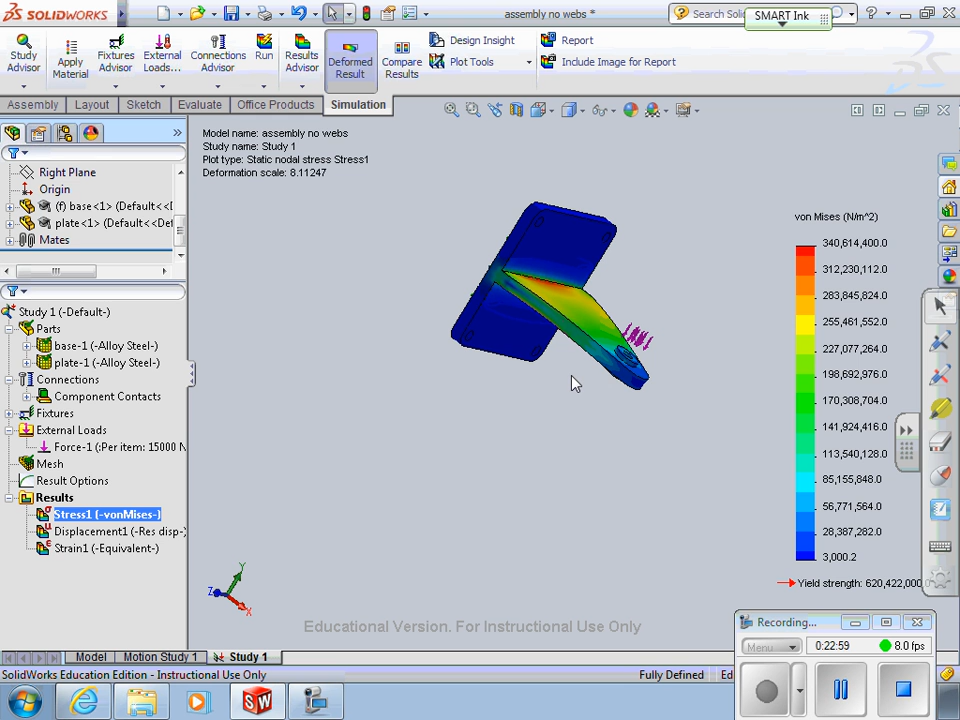 SOLIDWORKS
assembly no webs *
Search Soli
SMART Ink
Study Advisor
Apply Material
Fixtures Advisor
External Loads...
Connections Advisor
Run
Results Advisor
Deformed Result
Compare Results
Design Insight
Plot Tools
Report
Include Image for Report
Assembly
Layout
Sketch
Evaluate
Office Products
Simulation
Model name: assembly no webs
Study name: Study 1
Plot type: Static nodal stress Stress1
Deformation scale: 8.11247
Right Plane
Origin
(f) base<1> (Default<<D
plate<1> (Default<<Def
Mates
Study 1 (-Default-)
Parts
base-1 (-Alloy Steel-)
plate-1 (-Alloy Steel-)
Connections
Component Contacts
Fixtures
External Loads
Force-1 (:Per item: 15000 N
Mesh
Result Options
Results
Stress1 (-vonMises-)
Displacement1 (-Res disp-)
Strain1 (-Equivalent-)
von Mises (N/m^2)
340,614,400.0
312,230,112.0
283,845,824.0
255,461,552.0
227,077,264.0
198,692,976.0
170,308,704.0
141,924,416.0
113,540,128.0
85,155,848.0
56,771,564.0
28,387,282.0
3,000.2
Yield strength: 620,422,000
Y
Z
X
Educational Version. For Instructional Use Only
Recording...
Menu
0:22:59
8.0 fps
Model
Motion Study 1
Study 1
SolidWorks Education Edition - Instructional Use Only
Fully Defined
Ed
SW